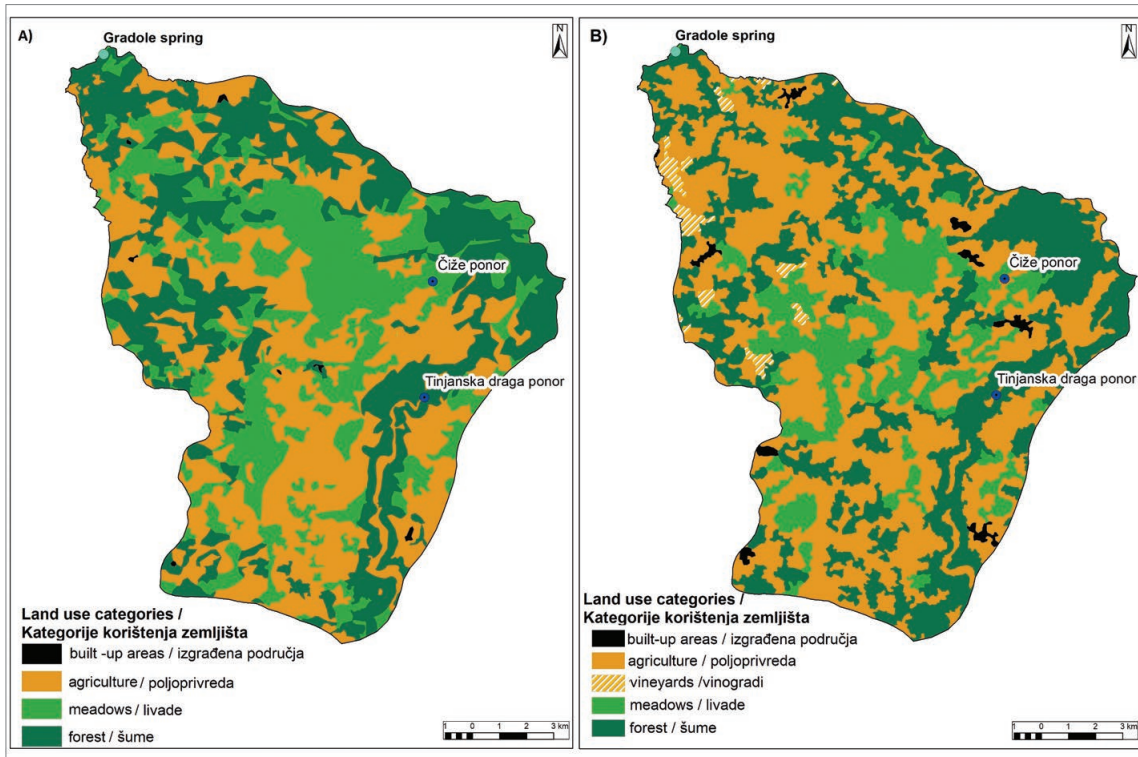 A)
Gradole spring
N
Čiže ponor
Tinjanska draga ponor
Land use categories /
Kategorije korištenja zemljišta
built -up areas / izgrađena područja
agriculture / poljoprivreda
meadows / livade
forest / šume
1 0 1 2 3 km
B)
Gradole spring
N
Čiže ponor
Tinjanska draga ponor
Land use categories /
Kategorije korištenja zemljišta
built-up areas / izgrađena područja
agriculture / poljoprivreda
vineyards /vinogradi
meadows / livade
forest / šume
1 0 1 2 3 km